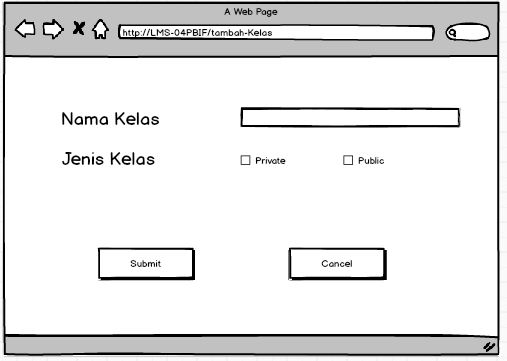 A Web Page
http://LMS-04PBIF/tambah-Kelas
Nama Kelas
Jenis Kelas Private Public
Submit Cancel